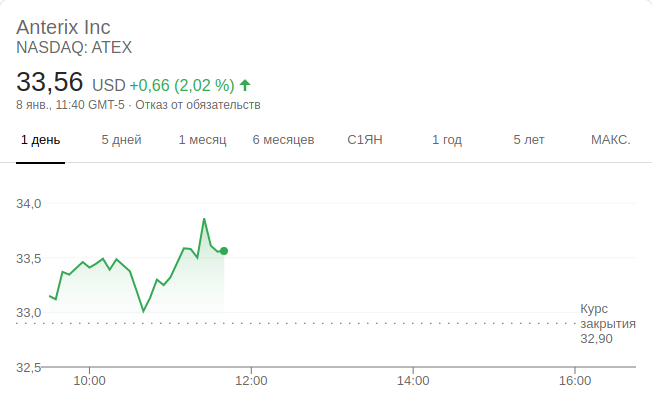 Anterix Inc
NASDAQ: ATEX
33,56 USD +0,66 (2,02 %)
8 янв., 11:40 GMT-5 · Отказ от обязательств
1 день 5 дней 1 месяц 6 месяцев С1ЯН 1 год 5 лет МАКС.
34,0
33,5
33,0
Курс
закрытия
32,90
32,5
10:00 12:00 14:00 16:00